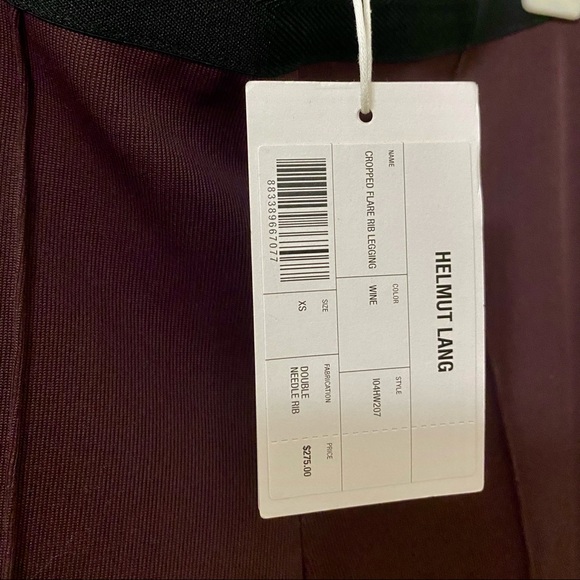 HELMUT LANG
NAME
CROPPED FLARE RIB LEGGING
COLOR
WINE
STYLE
I04HW207
883389667077
SIZE
XS
FABRICATION
DOUBLE
NEEDLE RIB
PRICE
$275.00